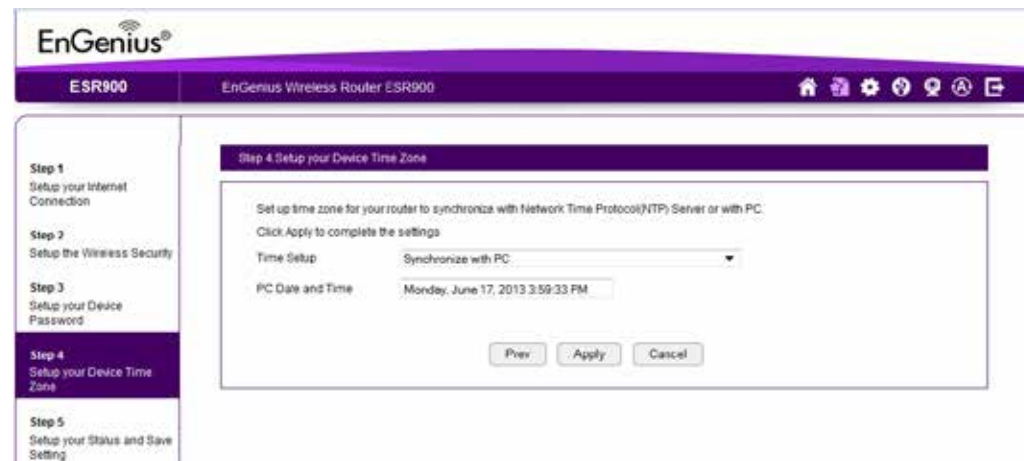 EnGenius®
ESR900
EnGenius Wireless Router ESR900
Step 1
Setup your Internet
Connection
Step 2
Setup the Wireless Security
Step 3
Setup your Device
Password
Step 4
Setup your Device Time
Zone
Step 5
Setup your Status and Save
Setting
Step 4.Setup your Device Time Zone
Set up time zone for your router to synchronize with Network Time Protocol(NTP) Server or with PC.
Click Apply to complete the settings
Time Setup Synchronize with PC
PC Date and Time Monday, June 17, 2013 3:59:33 PM
Prev Apply Cancel